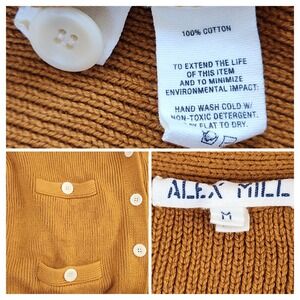 100% COTTON
TO EXTEND THE LIFE
OF THIS ITEM
AND TO MINIMIZE
ENVIRONMENTAL IMPACT:
HAND WASH COLD W/
NON-TOXIC DETERGENT.
LAY FLAT TO DRY.
ALEX MILL
M